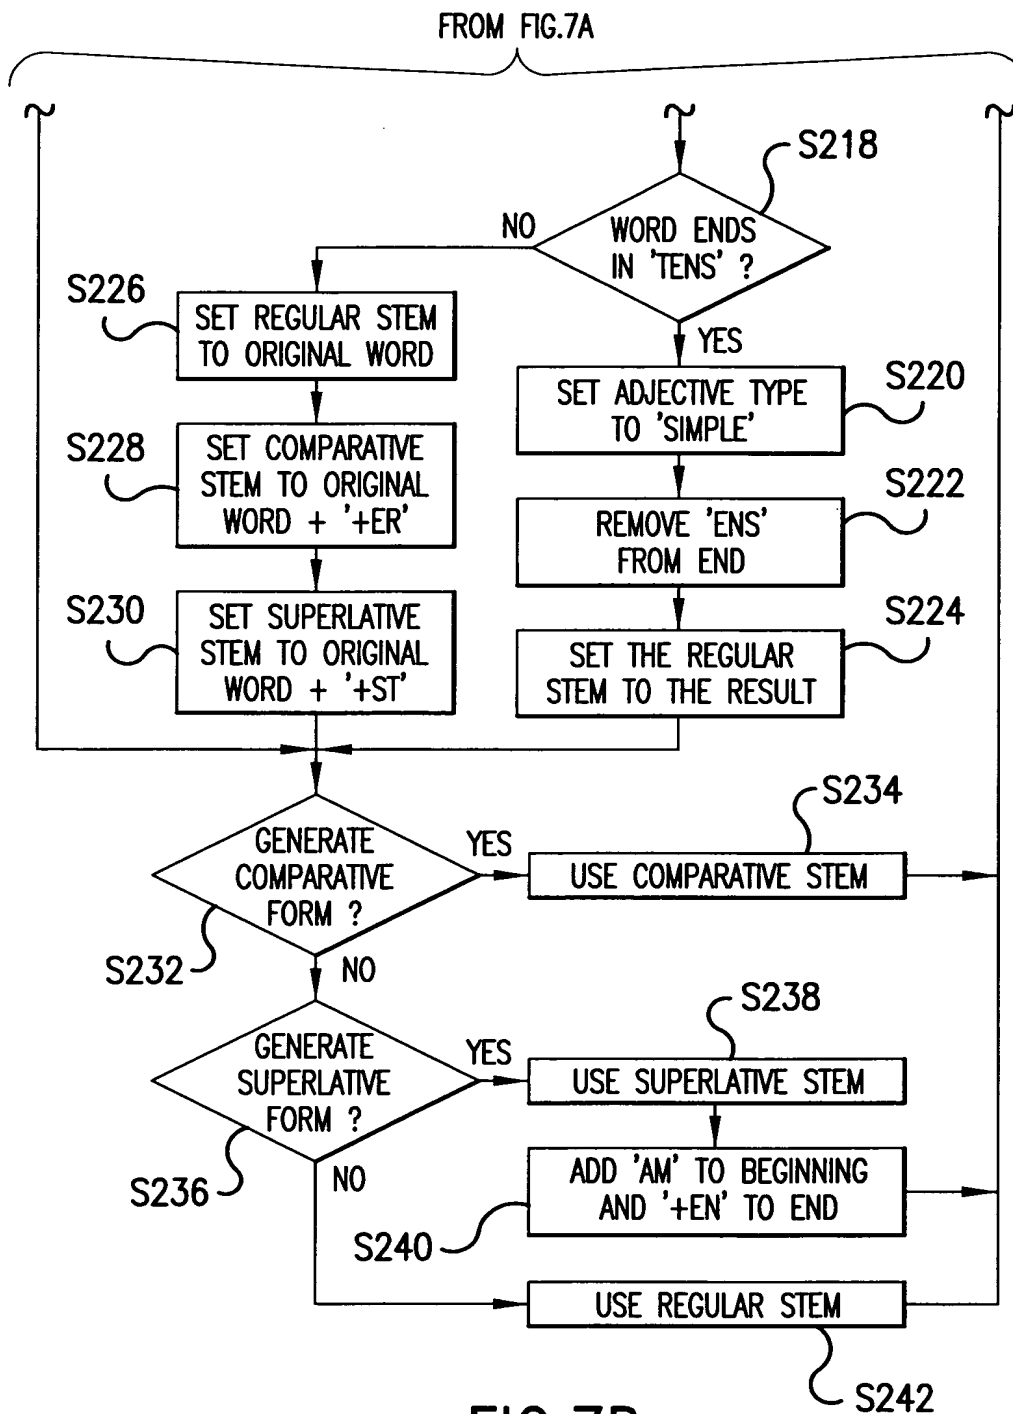 FROM FIG.7A
S218
WORD ENDS
IN 'TENS' ?
NO
YES
S226
SET REGULAR STEM
TO ORIGINAL WORD
S220
SET ADJECTIVE TYPE
TO 'SIMPLE'
S228
SET COMPARATIVE
STEM TO ORIGINAL
WORD + '+ER'
S222
REMOVE 'ENS'
FROM END
S230
SET SUPERLATIVE
STEM TO ORIGINAL
WORD + '+ST'
S224
SET THE REGULAR
STEM TO THE RESULT
GENERATE
COMPARATIVE
FORM ?
S232
YES
NO
S234
USE COMPARATIVE STEM
GENERATE
SUPERLATIVE
FORM ?
S236
YES
NO
S238
USE SUPERLATIVE STEM
ADD 'AM' TO BEGINNING
AND '+EN' TO END
S240
USE REGULAR STEM
S242